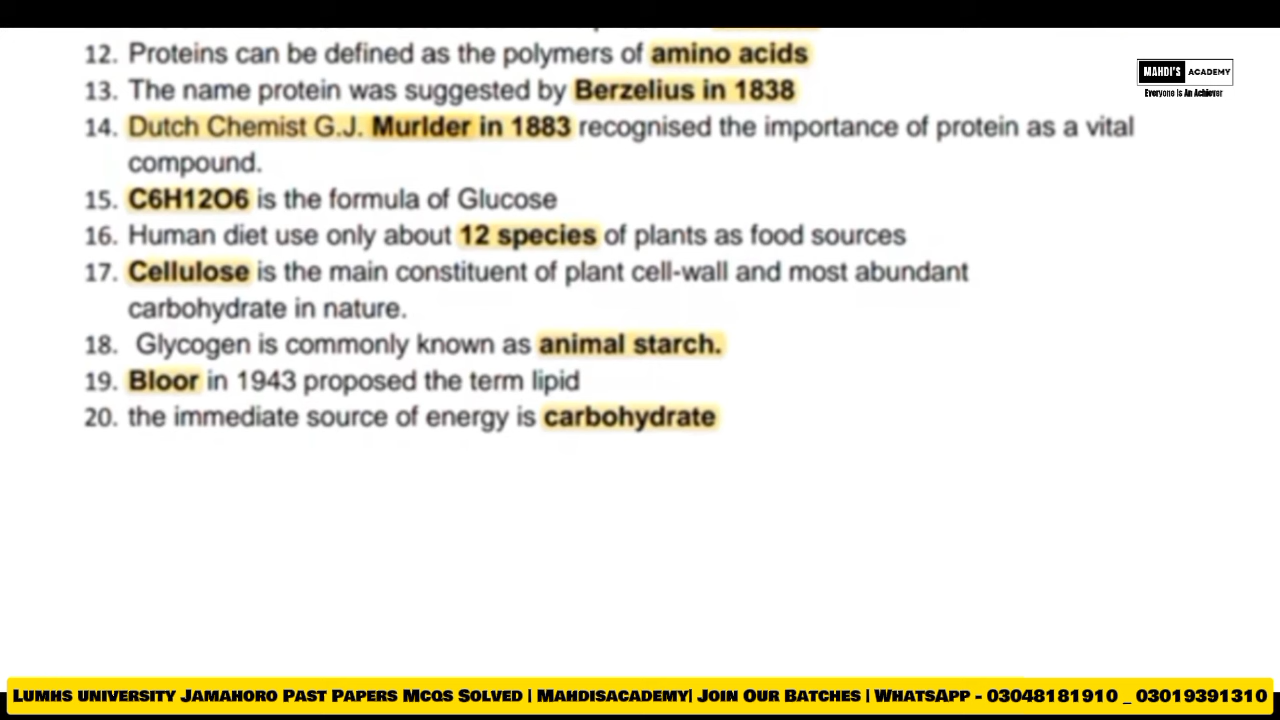 12. Proteins can be defined as the polymers of amino acids
MAHDI'S ACADEMY
Everyone Is An Achiever
13. The name protein was suggested by Berzelius in 1838
14. Dutch Chemist G.J. Murlder in 1883 recognised the importance of protein as a vital
compound.
15. C6H12O6 is the formula of Glucose
16. Human diet use only about 12 species of plants as food sources
17. Cellulose is the main constituent of plant cell-wall and most abundant
carbohydrate in nature.
18. Glycogen is commonly known as animal starch.
19. Bloor in 1943 proposed the term lipid
20. the immediate source of energy is carbohydrate
LUMHS UNIVERSITY JAMAHORO PAST PAPERS MCQS SOLVED | MAHDISACADEMY| JOIN OUR BATCHES | WHATSAPP - 03048181910 _ 03019391310